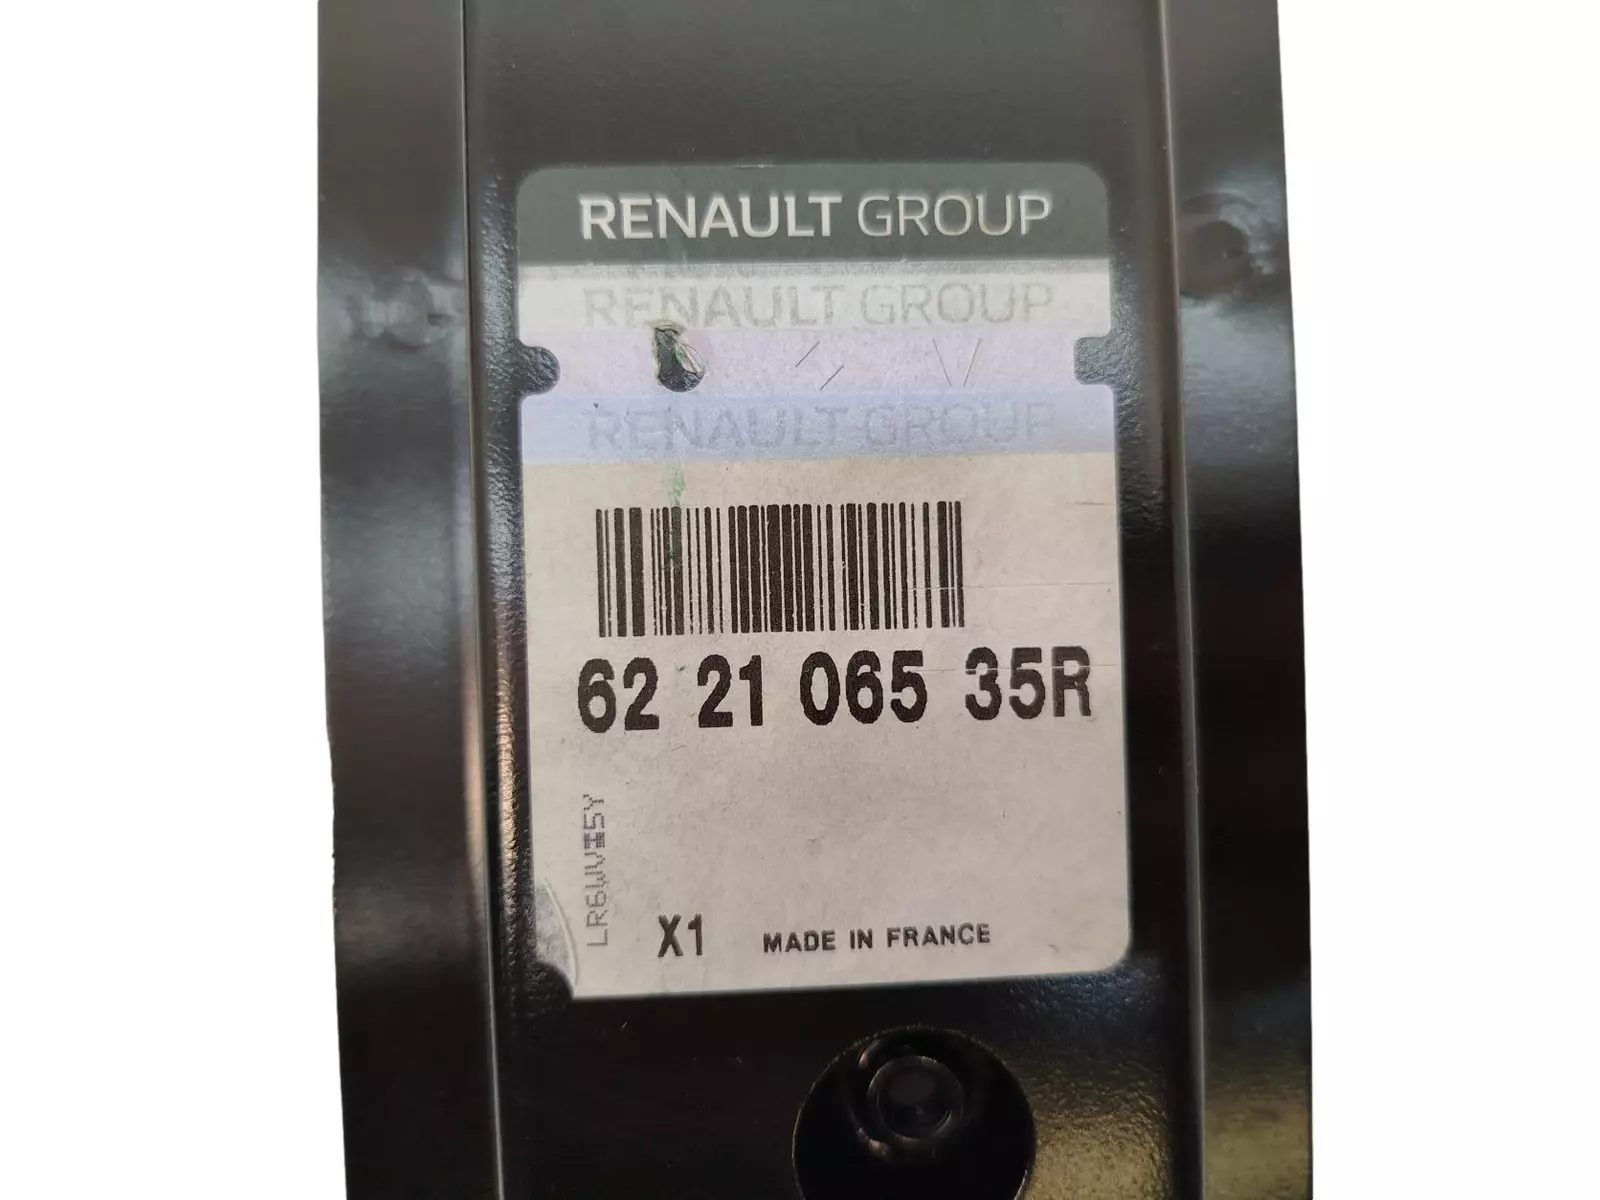 RENAULT GROUP
RENAULT GROUP
RENAULT GROUP
62 21 065 35R
LR6WVI5Y
X1 MADE IN FRANCE